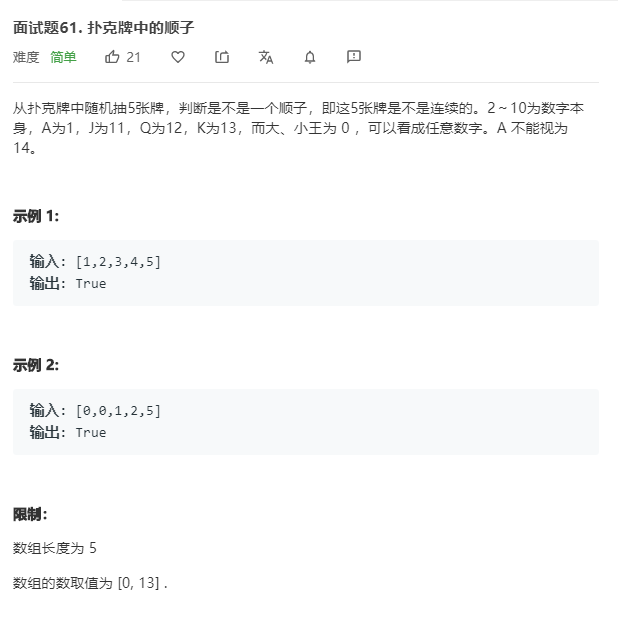 面试题61. 扑克牌中的顺子
难度 简单 21
从扑克牌中随机抽5张牌，判断是不是一个顺子，即这5张牌是不是连续的。2～10为数字本
身，A为1，J为11，Q为12，K为13，而大、小王为 0 ，可以看成任意数字。A 不能视为
14。
示例 1:
输入: [1,2,3,4,5]
输出: True
示例 2:
输入: [0,0,1,2,5]
输出: True
限制：
数组长度为 5
数组的数取值为 [0, 13] .